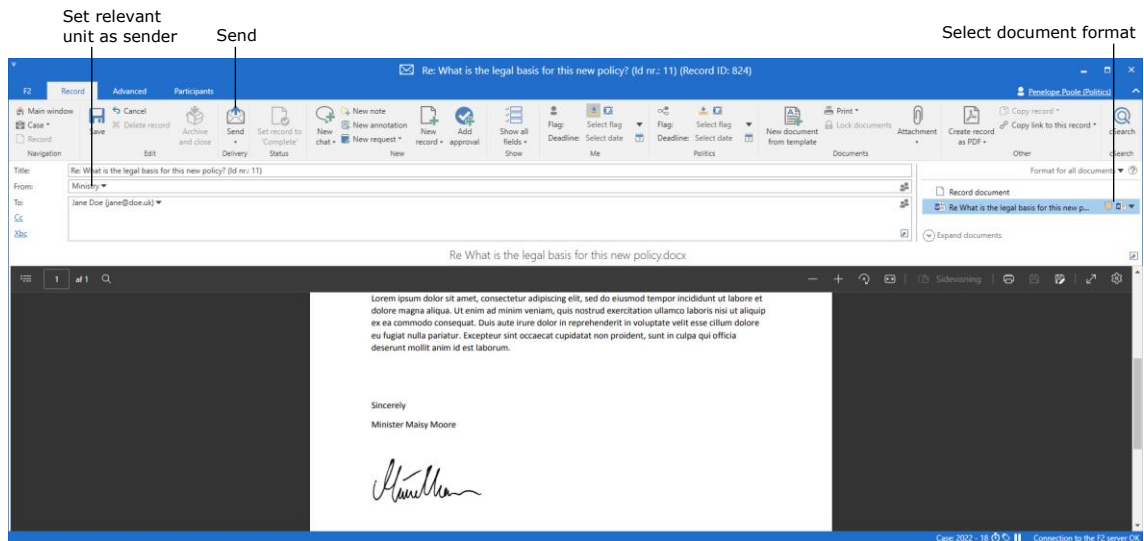 Set relevant
unit as sender
Send
Select document format
Re: What is the legal basis for this new policy? (Id nr.: 11) (Record ID: 824)
F2 Record Advanced Participants Penelope Poole (Politics)
Main window
Case
Record
Navigation
Save
Cancel
Delete record
Edit
Archive
and close
Send
Delivery
Set record to
'Complete'
Status
New
chat
New note
New annotation
New request
New
record
Add
approval
New
Show all
fields
Show
Flag: Select flag
Deadline: Select date
Me
Flag: Select flag
Deadline: Select date
Politics
New document
from template
Print
Lock documents
Documents
Attachment
Create record
as PDF
Copy record
Copy link to this record
Other
cSearch
cSearch
Title: Re: What is the legal basis for this new policy? (Id nr.: 11)
From: Ministry
To: Jane Doe (jane@doe.uk)
Cc
Xbc
Format for all documents
Record document
Re What is the legal basis for this new p...
Expand documents
Re What is the legal basis for this new policy.docx
1 af 1 Sidevisning
Lorem ipsum dolor sit amet, consectetur adipiscing elit, sed do eiusmod tempor incididunt ut labore et
dolore magna aliqua. Ut enim ad minim veniam, quis nostrud exercitation ullamco laboris nisi ut aliquip
ex ea commodo consequat. Duis aute irure dolor in reprehenderit in voluptate velit esse cillum dolore
eu fugiat nulla pariatur. Excepteur sint occaecat cupidatat non proident, sunt in culpa qui officia
deserunt mollit anim id est laborum.
Sincerely
Minister Maisy Moore
Case: 2022 - 18 Connection to the F2 server OK